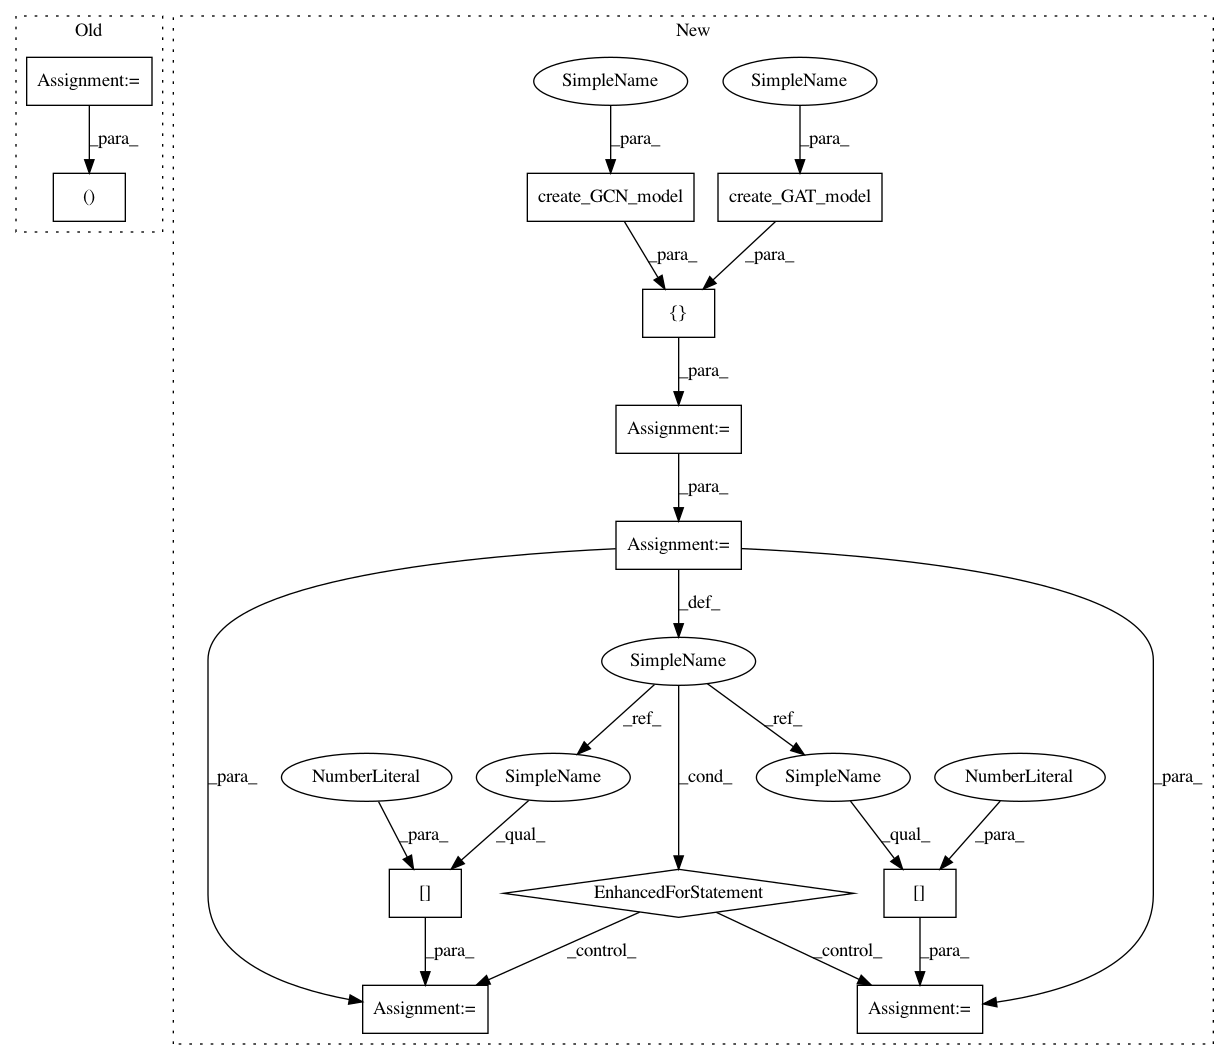 Old
New
Assignment:=
SimpleName
SimpleName
_para_
_para_
_para_
()
create_GCN_model
create_GAT_model
_para_
_para_
{}
_para_
Assignment:=
_para_
Assignment:=
_def_
SimpleName
_ref_
_ref_
_para_
NumberLiteral
SimpleName
_cond_
SimpleName
NumberLiteral
_para_
_para_
_qual_
_qual_
_para_
[]
EnhancedForStatement
[]
_para_
_control_
_control_
_para_
Assignment:=
Assignment:=